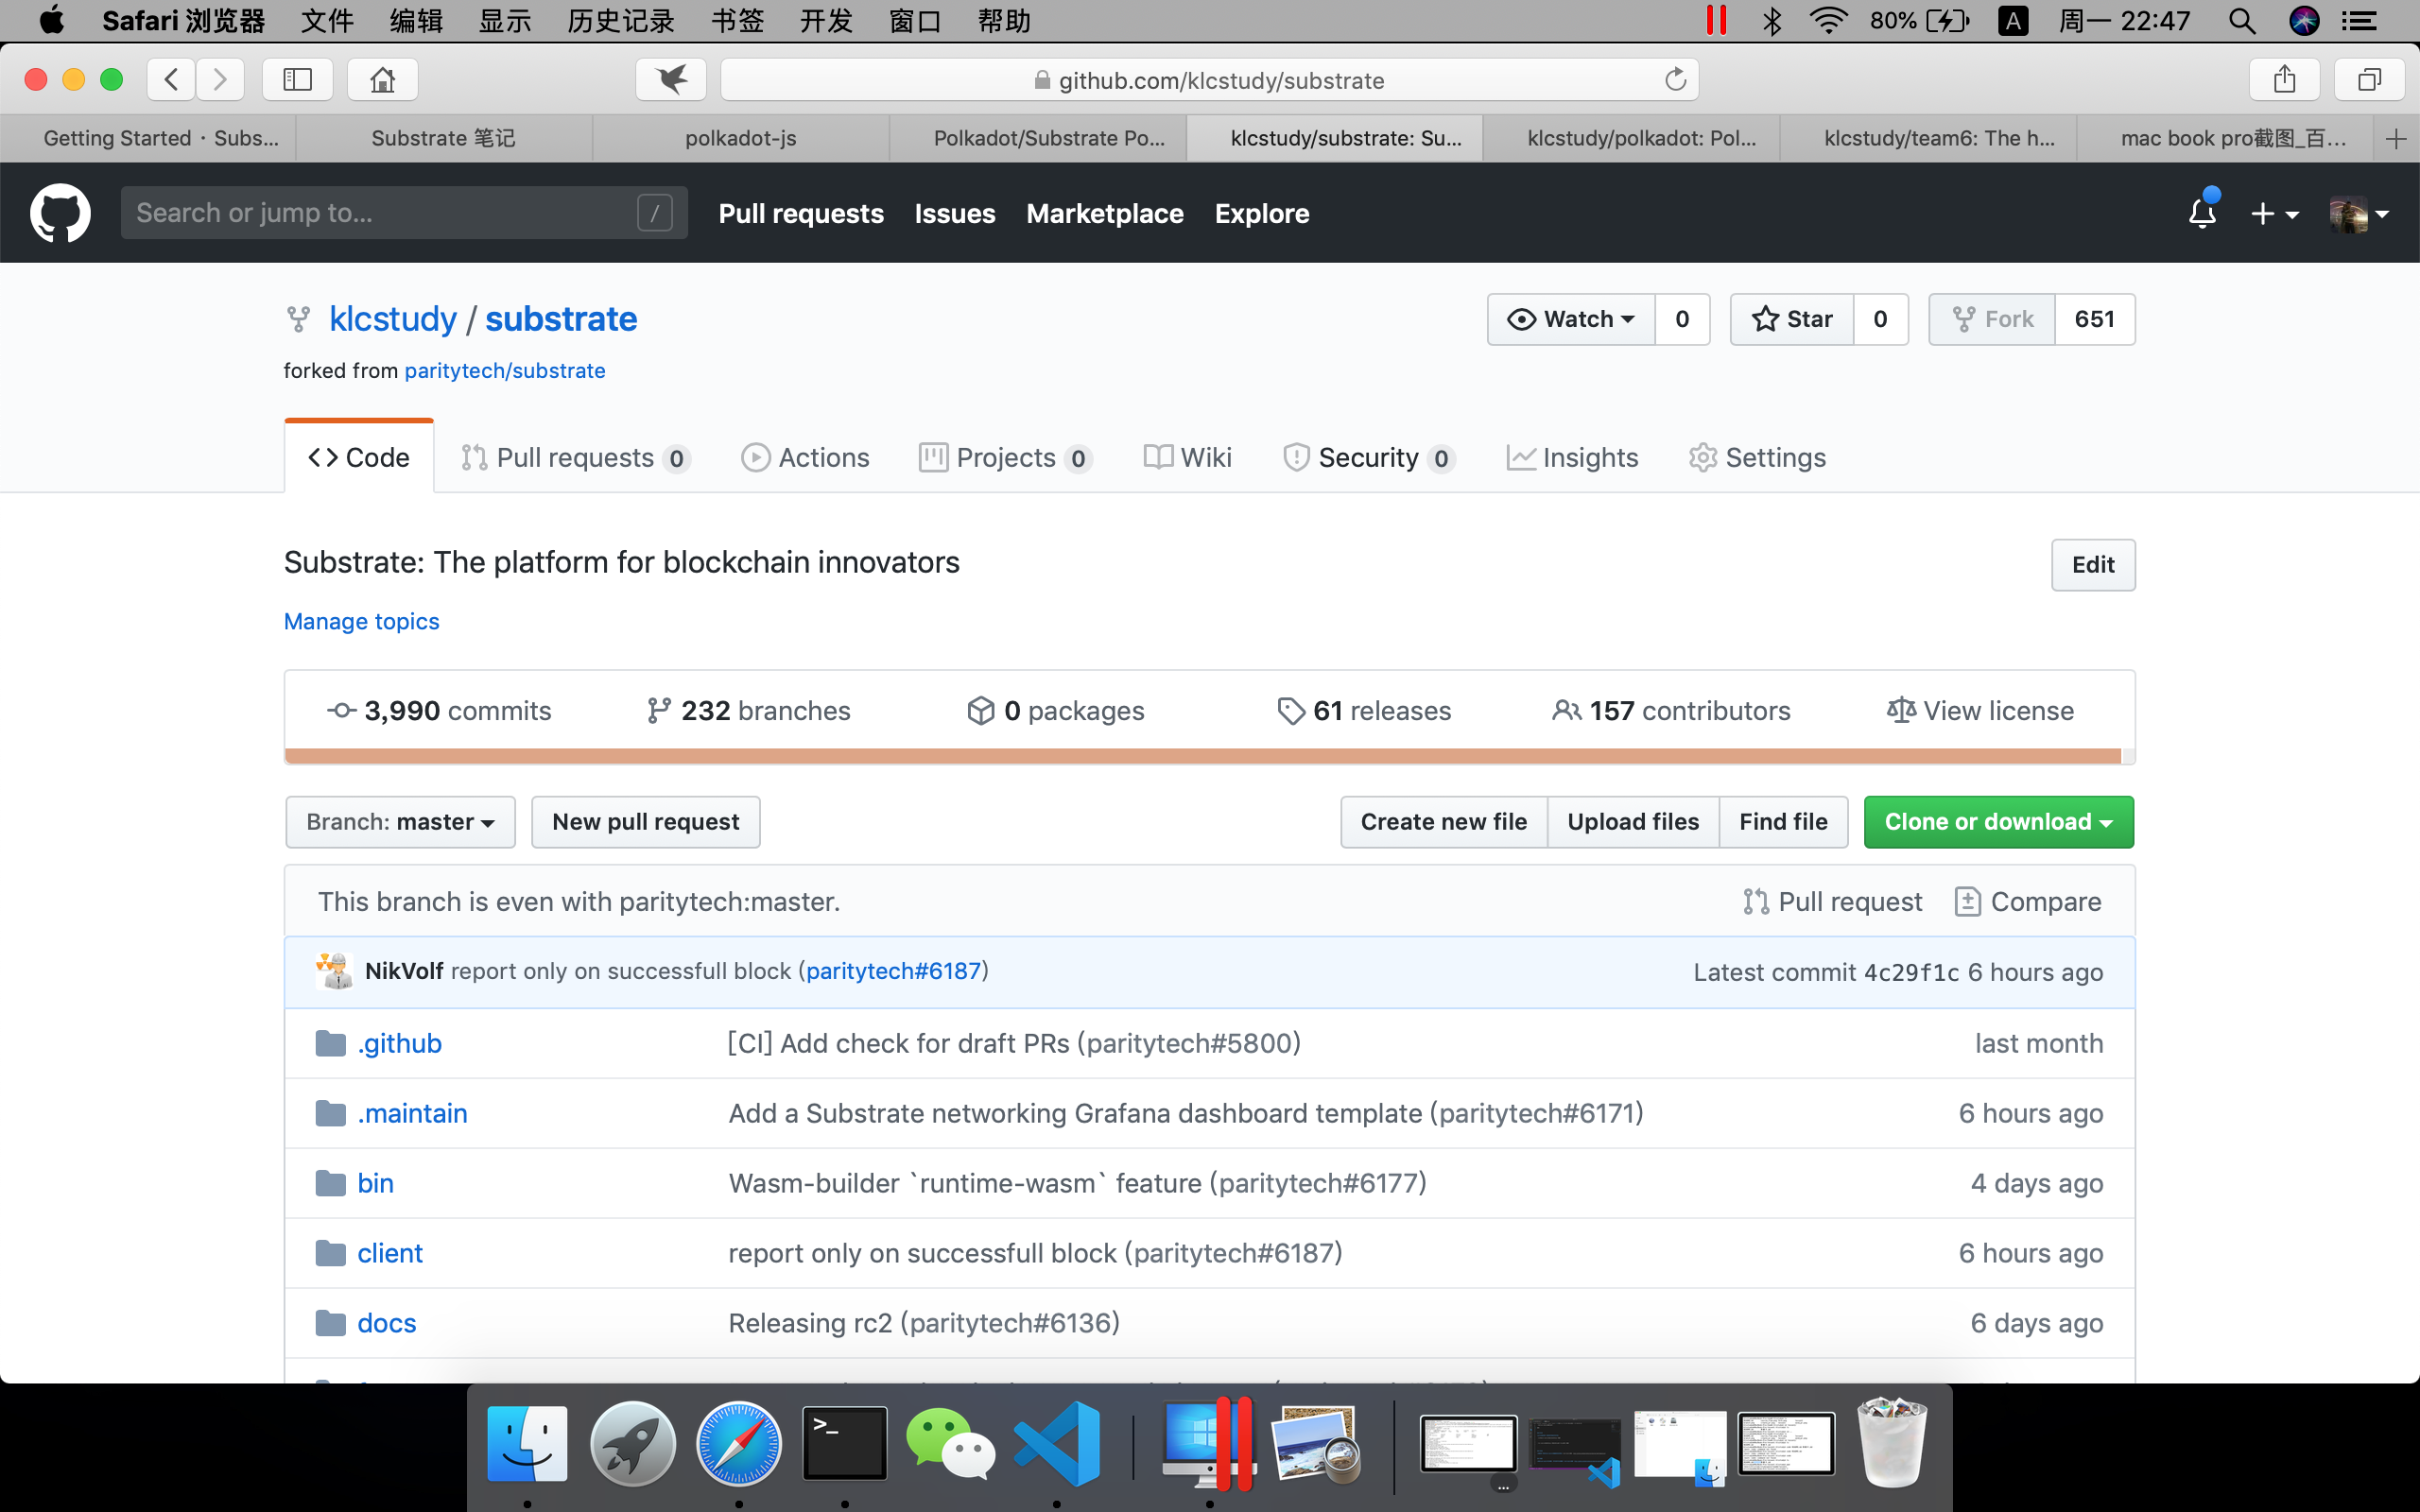 Safari 浏览器 文件 编辑 显示 历史记录 书签 开发 窗口 帮助 80% A 周一 22:47
github.com/klcstudy/substrate
Getting Started · Subs... Substrate 笔记 polkadot-js Polkadot/Substrate Po... klcstudy/substrate: Su... klcstudy/polkadot: Pol... klcstudy/team6: The h... mac book pro截图_百...
Search or jump to... / Pull requests Issues Marketplace Explore
klcstudy / substrate Watch 0 Star 0 Fork 651
forked from paritytech/substrate
Code Pull requests 0 Actions Projects 0 Wiki Security 0 Insights Settings
Substrate: The platform for blockchain innovators Edit
Manage topics
3,990 commits 232 branches 0 packages 61 releases 157 contributors View license
Branch: master New pull request Create new file Upload files Find file Clone or download
This branch is even with paritytech:master. Pull request Compare
NikVolf report only on successfull block (paritytech#6187) Latest commit 4c29f1c 6 hours ago
.github [CI] Add check for draft PRs (paritytech#5800) last month
.maintain Add a Substrate networking Grafana dashboard template (paritytech#6171) 6 hours ago
bin Wasm-builder `runtime-wasm` feature (paritytech#6177) 4 days ago
client report only on successfull block (paritytech#6187) 6 hours ago
docs Releasing rc2 (paritytech#6136) 6 days ago